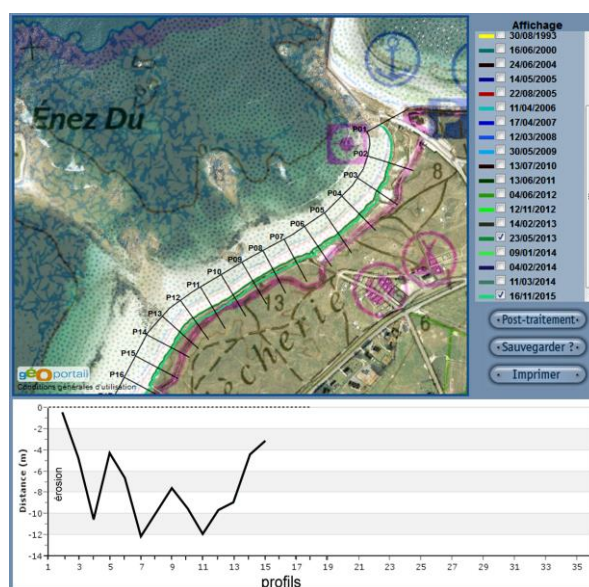 Affichage
30/08/1993
16/06/2000
24/06/2004
14/05/2005
22/08/2005
11/04/2006
17/04/2007
12/03/2008
30/05/2009
13/07/2010
13/06/2011
04/06/2012
12/11/2012
14/02/2013
23/05/2013
09/01/2014
04/02/2014
11/03/2014
16/11/2015
Post-traitement
Sauvegarder ?
Imprimer
Énez Du
P01
P02
P03
P04
P05
P06
P07
P08
P09
P10
P11
P12
P13
P14
P15
P16
8
13
6
cherie
géoportail
Conditions générales d'utilisation
Distance (m)
érosion
0
-2
-4
-6
-8
-10
-12
-14
1 3 5 7 9 11 13 15 17 19 21 23 25 27 29 31 33 35
profils